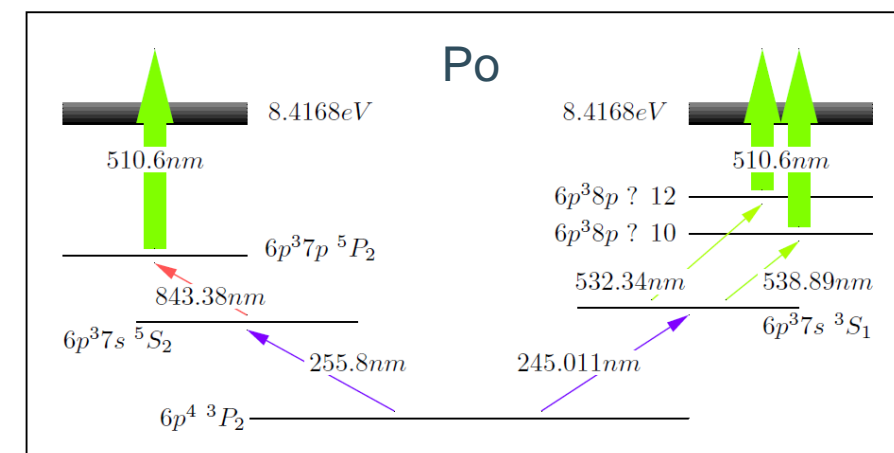 Po
8.4168eV
8.4168eV
510.6nm
510.6nm
6p³8p ? 12
6p³7p ⁵P₂
6p³8p ? 10
843.38nm
532.34nm
538.89nm
6p³7s ⁵S₂
6p³7s ³S₁
255.8nm
245.011nm
6p⁴ ³P₂